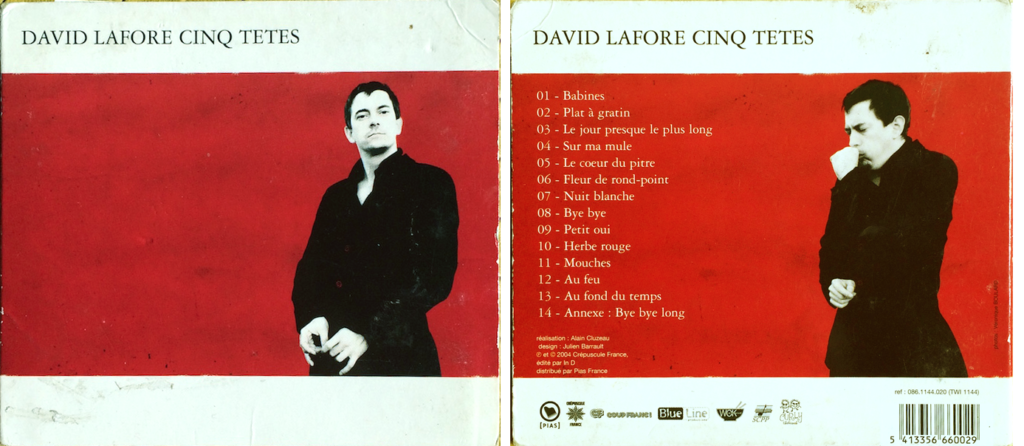 DAVID LAFORE CINQ TETES
DAVID LAFORE CINQ TETES
01 - Babines
02 - Plat à gratin
03 - Le jour presque le plus long
04 - Sur ma mule
05 - Le coeur du pitre
06 - Fleur de rond-point
07 - Nuit blanche
08 - Bye bye
09 - Petit oui
10 - Herbe rouge
11 - Mouches
12 - Au feu
13 - Au fond du temps
14 - Annexe : Bye bye long
réalisation : Alain Cluzeau
design : Julien Barrault
℗ et © 2004 Crépuscule France,
édité par In D
distribué par Pias France
ref : 086.1144.020 (TWI 1144)
[PIAS]
CRÉPUSCULE
FRANCE
Blue Line
WOK
SCPP
5 413356 660029